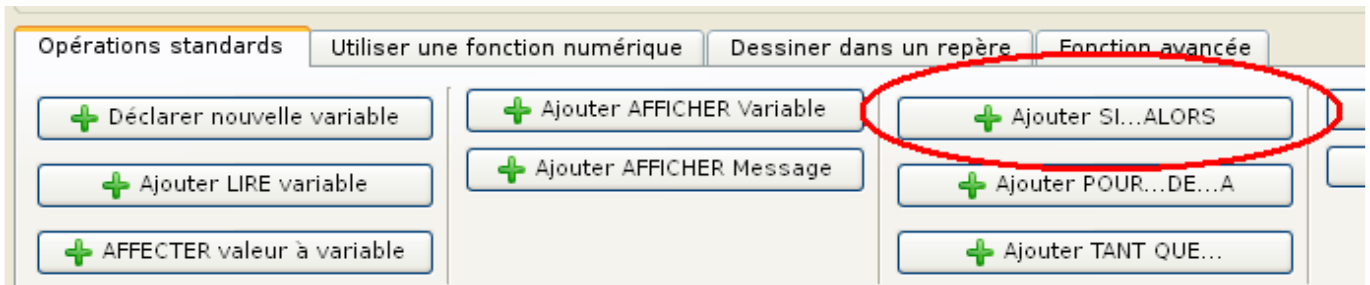 Opérations standards
Utiliser une fonction numérique
Dessiner dans un repère
Fonction avancée
Déclarer nouvelle variable
Ajouter LIRE variable
AFFECTER valeur à variable
Ajouter AFFICHER Variable
Ajouter AFFICHER Message
Ajouter SI...ALORS
Ajouter POUR...DE...A
Ajouter TANT QUE...